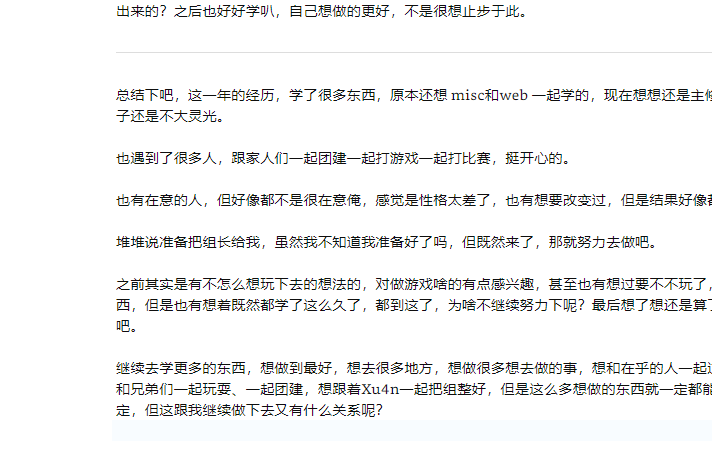 出来的？之后也好好学叭，自己想做的更好，不是很想止步于此。
总结下吧，这一年的经历，学了很多东西，原本还想 misc和web 一起学的，现在想想还是主
子还是不大灵光。
也遇到了很多人，跟家人们一起团建一起打游戏一起打比赛，挺开心的。
也有在意的人，但好像都不是很在意俺，感觉是性格太差了，也有想要改变过，但是结果好像
堆堆说准备把组长给我，虽然我不知道我准备好了吗，但既然来了，那就努力去做吧。
之前其实是有不怎么想玩下去的想法的，对做游戏啥的有点感兴趣，甚至也有想过要不不玩了，
西，但是也有想着既然都学了这么久了，都到这了，为啥不继续努力下呢？最后想了想还是算
吧。
继续去学更多的东西，想做到最好，想去很多地方，想做很多想去做的事，想和在乎的人一起
和兄弟们一起玩耍、一起团建，想跟着Xu4n一起把组整好，但是这么多想做的东西就一定都能
定，但这跟我继续做下去又有什么关系呢？